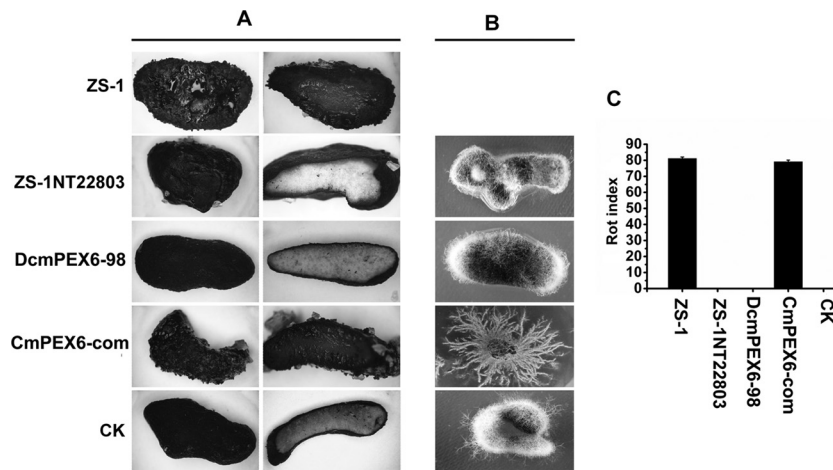 A
B
ZS-1
ZS-1NT22803
DcmPEX6-98
CmPEX6-com
CK
C
Rot index
90
80
70
60
50
40
30
20
10
0
ZS-1
ZS-1NT22803
DcmPEX6-98
CmPEX6-com
CK